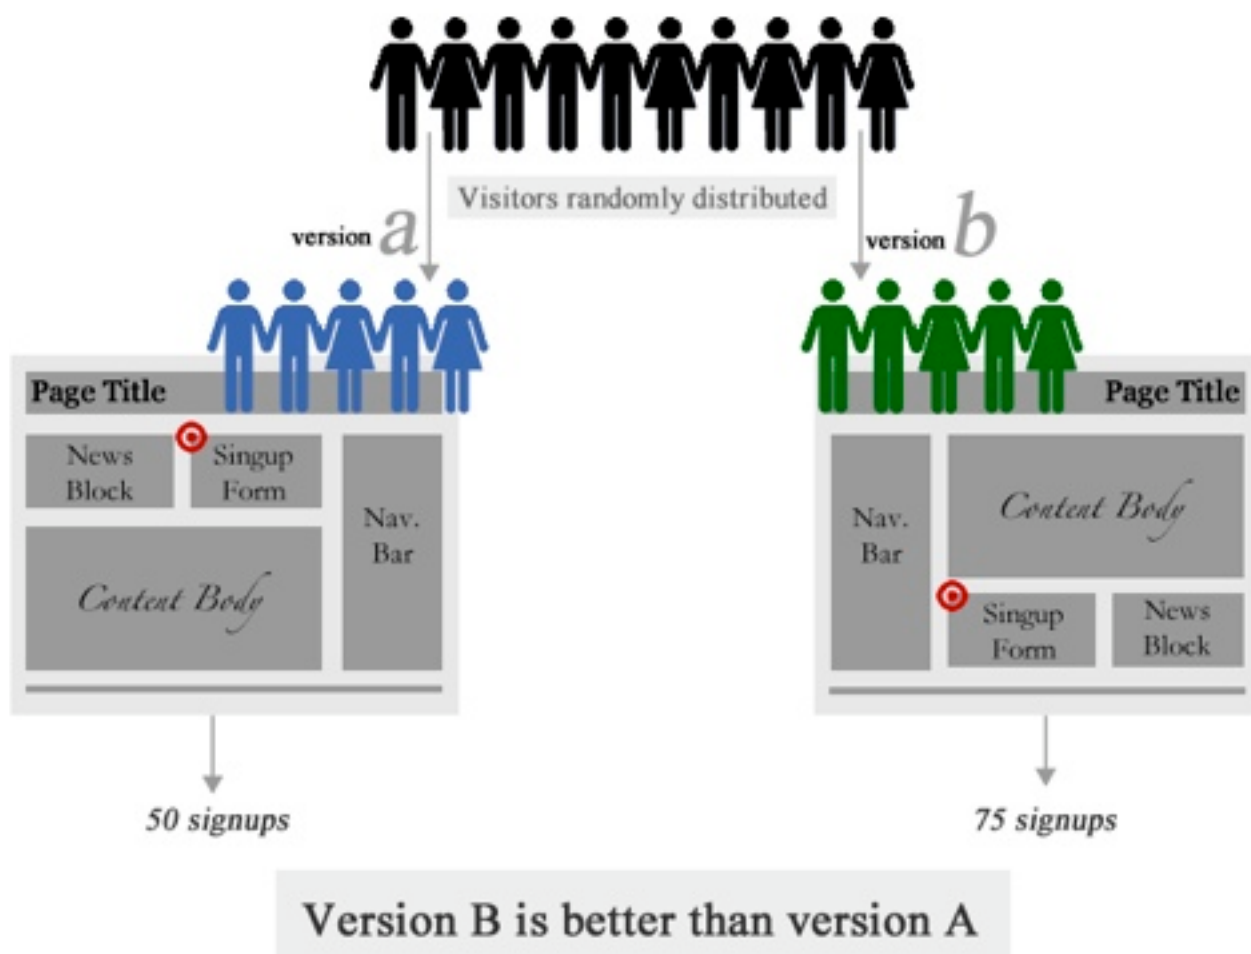 Visitors randomly distributed
version a
version b
Page Title
News
Block
Singup
Form
Nav.
Bar
Content Body
50 signups
Page Title
Nav.
Bar
Content Body
Singup
Form
News
Block
75 signups
Version B is better than version A